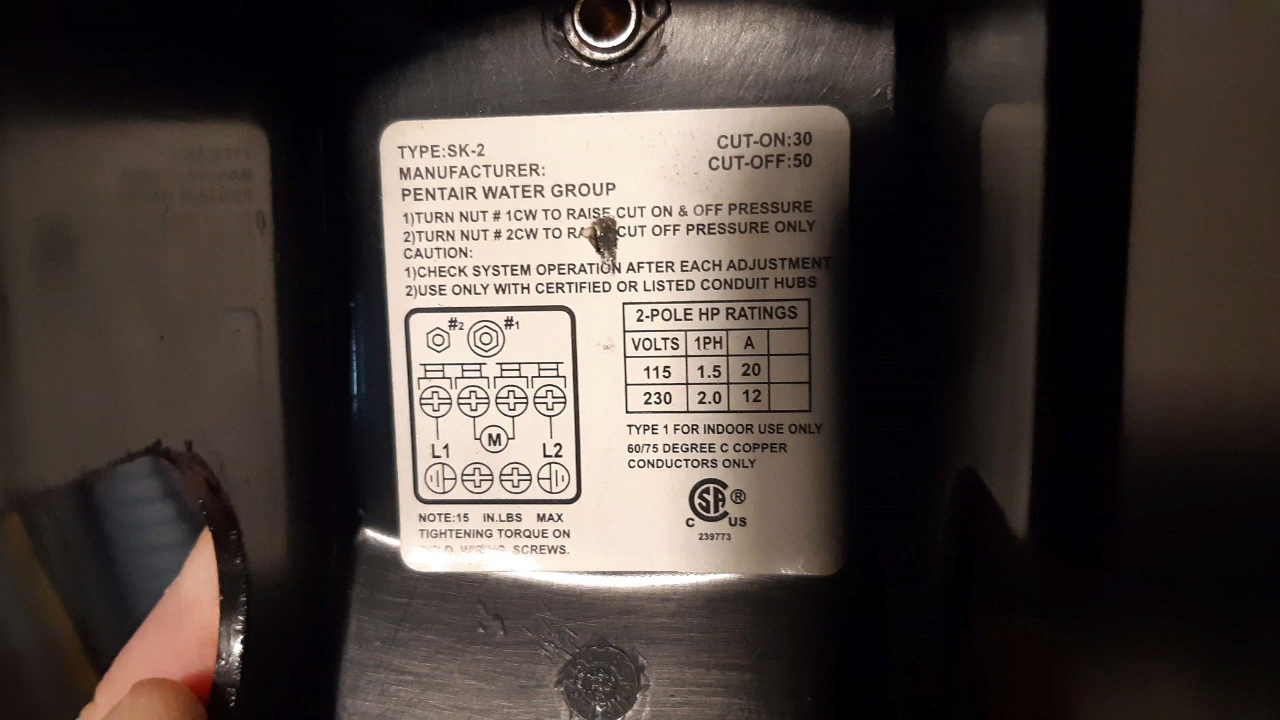 TYPE:SK-2
MANUFACTURER:
PENTAIR WATER GROUP
CUT-ON:30
CUT-OFF:50
1)TURN NUT # 1CW TO RAISE CUT ON & OFF PRESSURE
2)TURN NUT # 2CW TO CUT OFF PRESSURE ONLY
CAUTION:
1)CHECK SYSTEM OPERATION AFTER EACH ADJUSTMENT
2)USE ONLY WITH CERTIFIED OR LISTED CONDUIT HUBS
#2 #1
L1 M L2
NOTE:15 IN.LBS MAX
TIGHTENING TORQUE ON
SCREWS.
2-POLE HP RATINGS
VOLTS 1PH A
115 1.5 20
230 2.0 12
TYPE 1 FOR INDOOR USE ONLY
60/75 DEGREE C COPPER
CONDUCTORS ONLY
SA ®
C US
239773